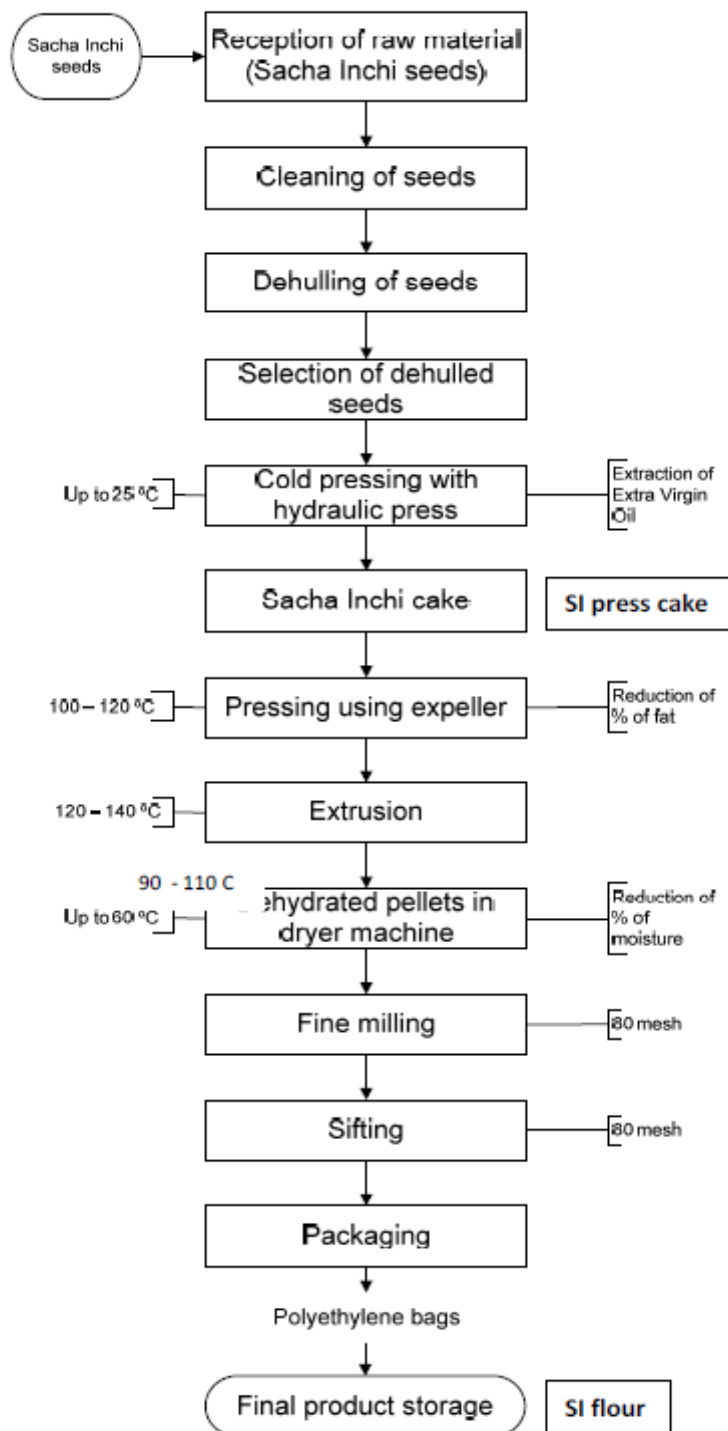 Sacha Inchi
seeds
Reception of raw material
(Sacha Inchi seeds)
Cleaning of seeds
Dehulling of seeds
Selection of dehulled
seeds
Up to 25 ºC
Cold pressing with
hydraulic press
Extraction of
Extra Virgin
Oil
Sacha Inchi cake
SI press cake
100 – 120 ºC
Pressing using expeller
Reduction of
% of fat
120 – 140 ºC
Extrusion
90 - 110 C
Up to 60 ºC
ehydrated pellets in
dryer machine
Reduction of
% of
moisture
Fine milling
80 mesh
Sifting
80 mesh
Packaging
Polyethylene bags
Final product storage
SI flour